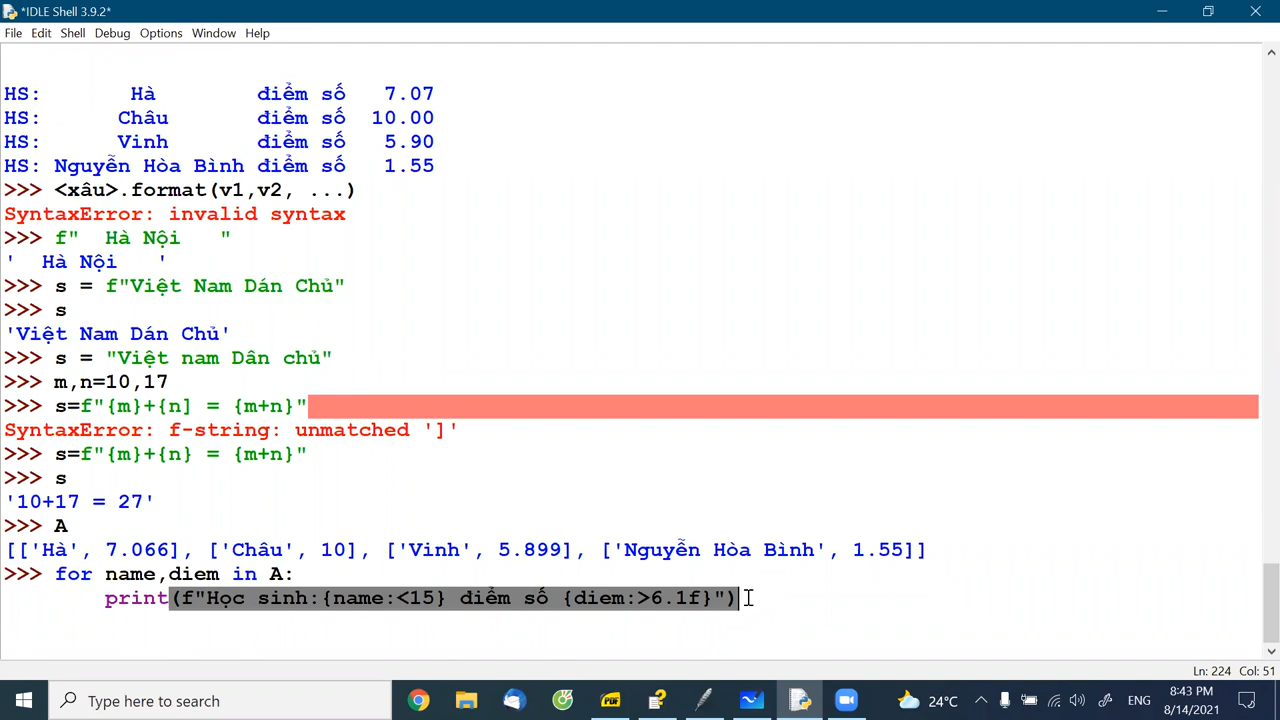 *IDLE Shell 3.9.2*
File Edit Shell Debug Options Window Help
HS: Hà điểm số 7.07
HS: Châu điểm số 10.00
HS: Vinh điểm số 5.90
HS: Nguyễn Hòa Bình điểm số 1.55
>>> <xâu>.format(v1,v2, ...)
SyntaxError: invalid syntax
>>> f"  Hà Nội   "
'  Hà Nội   '
>>> s = f"Việt Nam Dán Chủ"
>>> s
'Việt Nam Dán Chủ'
>>> s = "Việt nam Dân chủ"
>>> m,n=10,17
>>> s=f"{m}+{n] = {m+n}"
SyntaxError: f-string: unmatched ']'
>>> s=f"{m}+{n} = {m+n}"
>>> s
'10+17 = 27'
>>> A
[['Hà', 7.066], ['Châu', 10], ['Vinh', 5.899], ['Nguyễn Hòa Bình', 1.55]]
>>> for name,diem in A:
print(f"Học sinh:{name:<15} điểm số {diem:>6.1f}")
Ln: 224 Col: 51
Type here to search
PDF
24°C
ENG
8:43 PM
8/14/2021